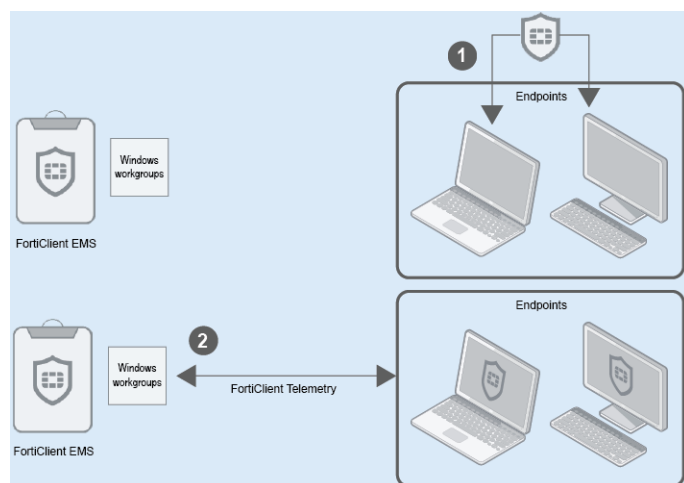 1
Endpoints
Windows
workgroups
FortiClient EMS
Endpoints
2
Windows
workgroups
FortiClient Telemetry
FortiClient EMS